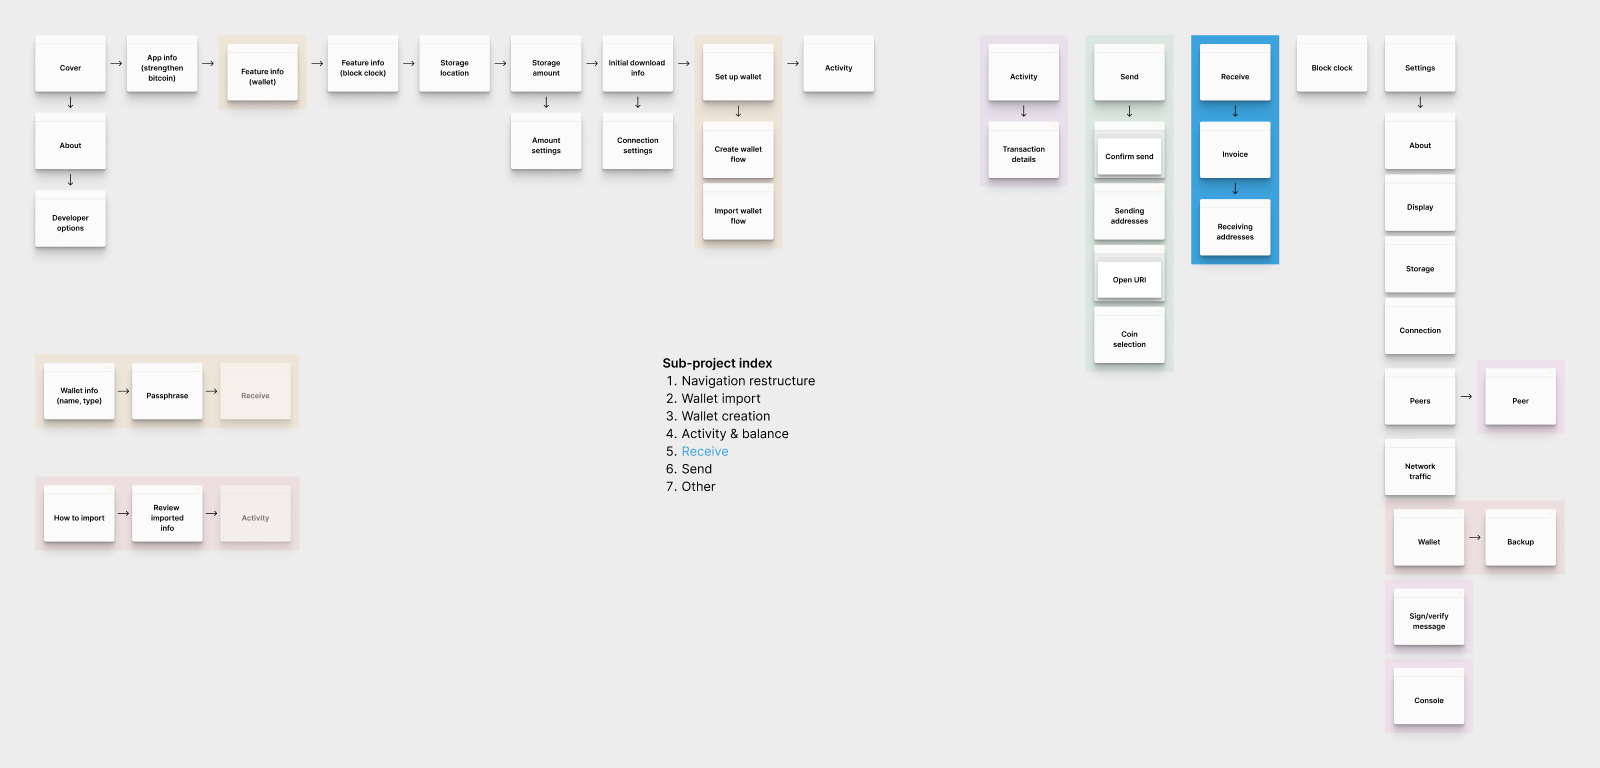 Cover
App info
(strengthen
bitcoin)
Feature info
(wallet)
Feature info
(block clock)
Storage
location
Storage
amount
Initial download
info
Set up wallet
Activity
About
Amount
settings
Connection
settings
Create wallet
flow
Developer
options
Import wallet
flow
Activity
Transaction
details
Send
Confirm send
Sending
addresses
Open URI
Coin
selection
Receive
Invoice
Receiving
addresses
Block clock
Settings
About
Display
Storage
Connection
Peers
Peer
Network
traffic
Wallet
Backup
Sign/verify
message
Console
Wallet info
(name, type)
Passphrase
Receive
How to import
Review
imported
info
Activity
Sub-project index
1. Navigation restructure
2. Wallet import
3. Wallet creation
4. Activity & balance
5. Receive
6. Send
7. Other